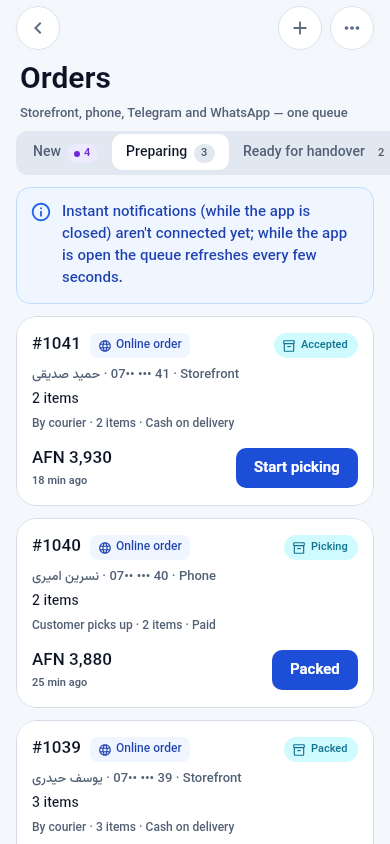 Orders
Storefront, phone, Telegram and WhatsApp — one queue
New 4 Preparing 3 Ready for handover 2
Instant notifications (while the app is
closed) aren't connected yet; while the app
is open the queue refreshes every few
seconds.
#1041 Online order Accepted
حمید صدیقی · 07•• ••• 41 · Storefront
2 items
By courier · 2 items · Cash on delivery
AFN 3,930
Start picking
18 min ago
#1040 Online order Picking
نسرین امیری · 07•• ••• 40 · Phone
2 items
Customer picks up · 2 items · Paid
AFN 3,880
Packed
25 min ago
#1039 Online order Packed
یوسف حیدری · 07•• ••• 39 · Storefront
3 items
By courier · 3 items · Cash on delivery